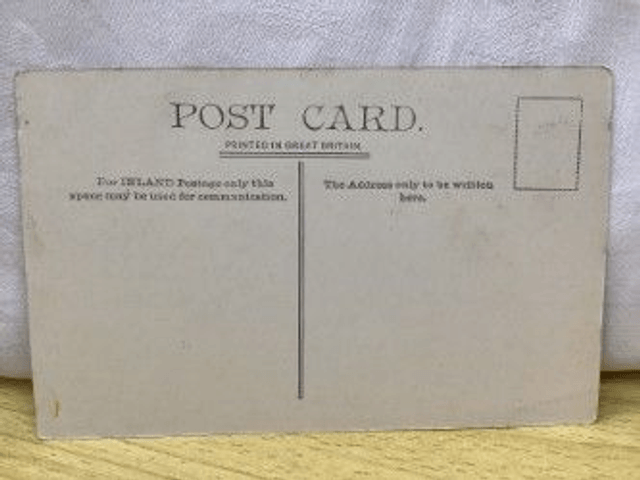 POST CARD.
PRINTED IN GREAT BRITAIN.
For INLAND Postage only this
space may be used for communication.
The Address only to be written
here.